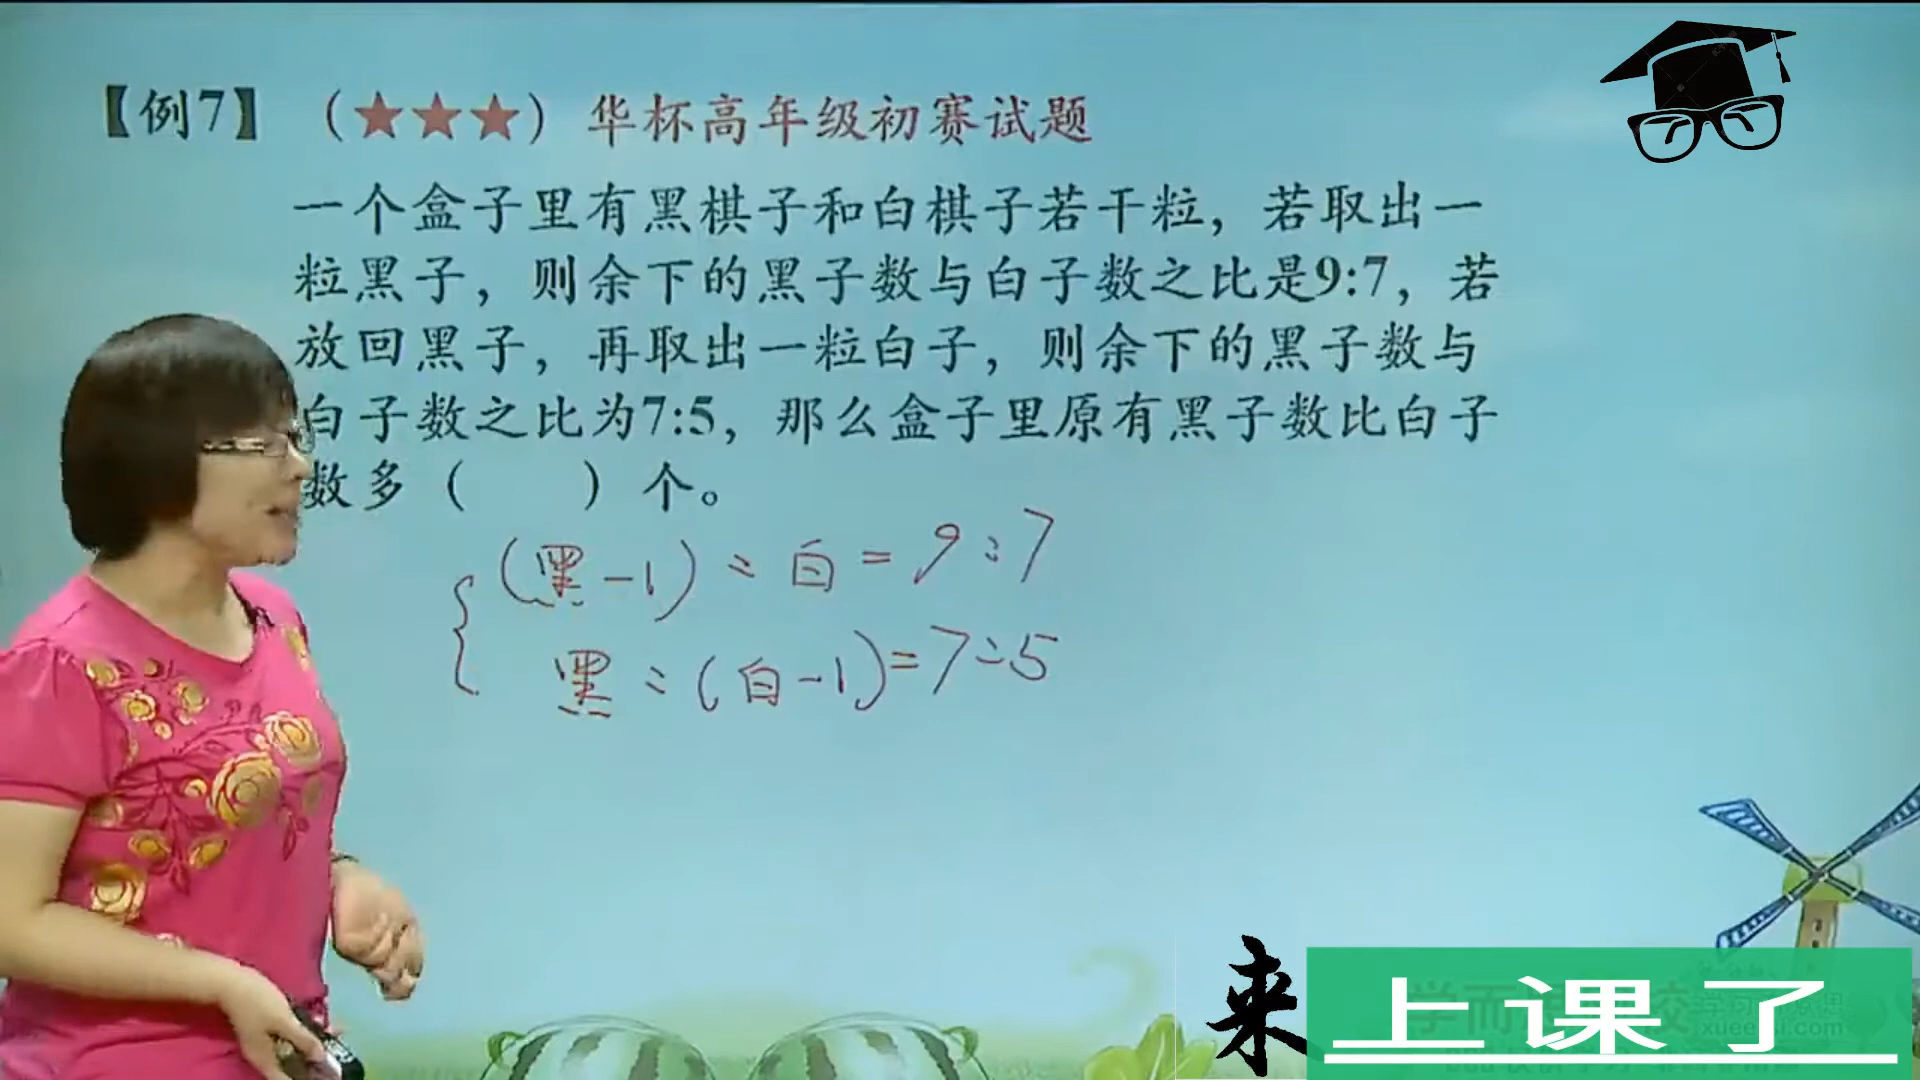 【例7】（★★★）华杯高年级初赛试题
一个盒子里有黑棋子和白棋子若干粒，若取出一
粒黑子，则余下的黑子数与白子数之比是9:7，若
放回黑子，再取出一粒白子，则余下的黑子数与
白子数之比为7:5，那么盒子里原有黑子数比白子
数多（　　）个。
(黑-1):白=9:7
黑:(白-1)=7:5
来 上课了